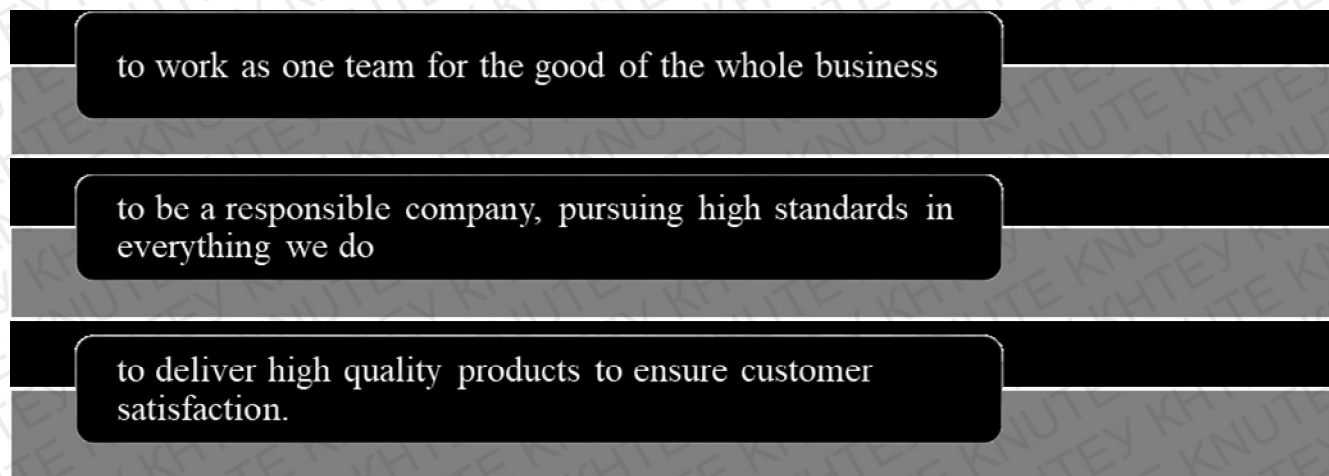 to work as one team for the good of the whole business
to be a responsible company, pursuing high standards in
everything we do
to deliver high quality products to ensure customer
satisfaction.